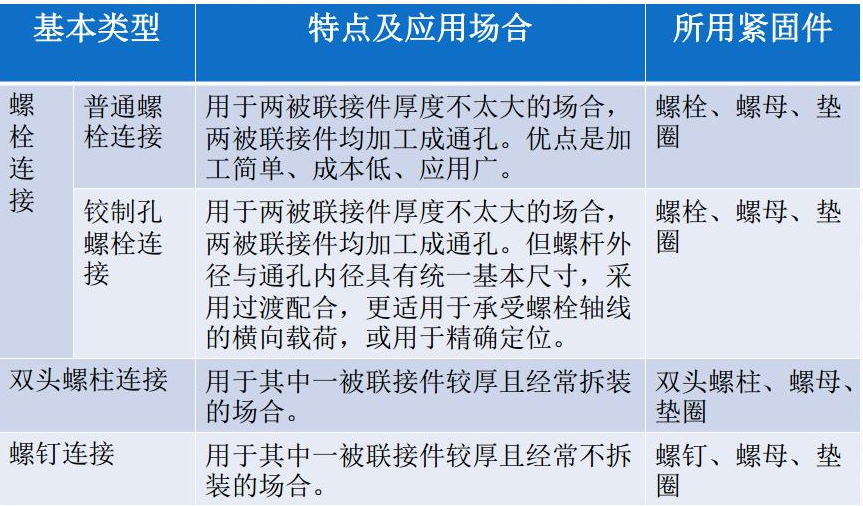 基本类型
特点及应用场合
所用紧固件
螺
栓
连
接
普通螺
栓连接
用于两被联接件厚度不太大的场合，
两被联接件均加工成通孔。优点是加
工简单、成本低、应用广。
螺栓、螺母、垫
圈
铰制孔
螺栓连
接
用于两被联接件厚度不太大的场合，
两被联接件均加工成通孔。但螺杆外
径与通孔内径具有统一基本尺寸，采
用过渡配合，更适用于承受螺栓轴线
的横向载荷，或用于精确定位。
螺栓、螺母、垫
圈
双头螺柱连接
用于其中一被联接件较厚且经常拆装
的场合。
双头螺柱、螺母、
垫圈
螺钉连接
用于其中一被联接件较厚且经常不拆
装的场合。
螺钉、螺母、垫
圈